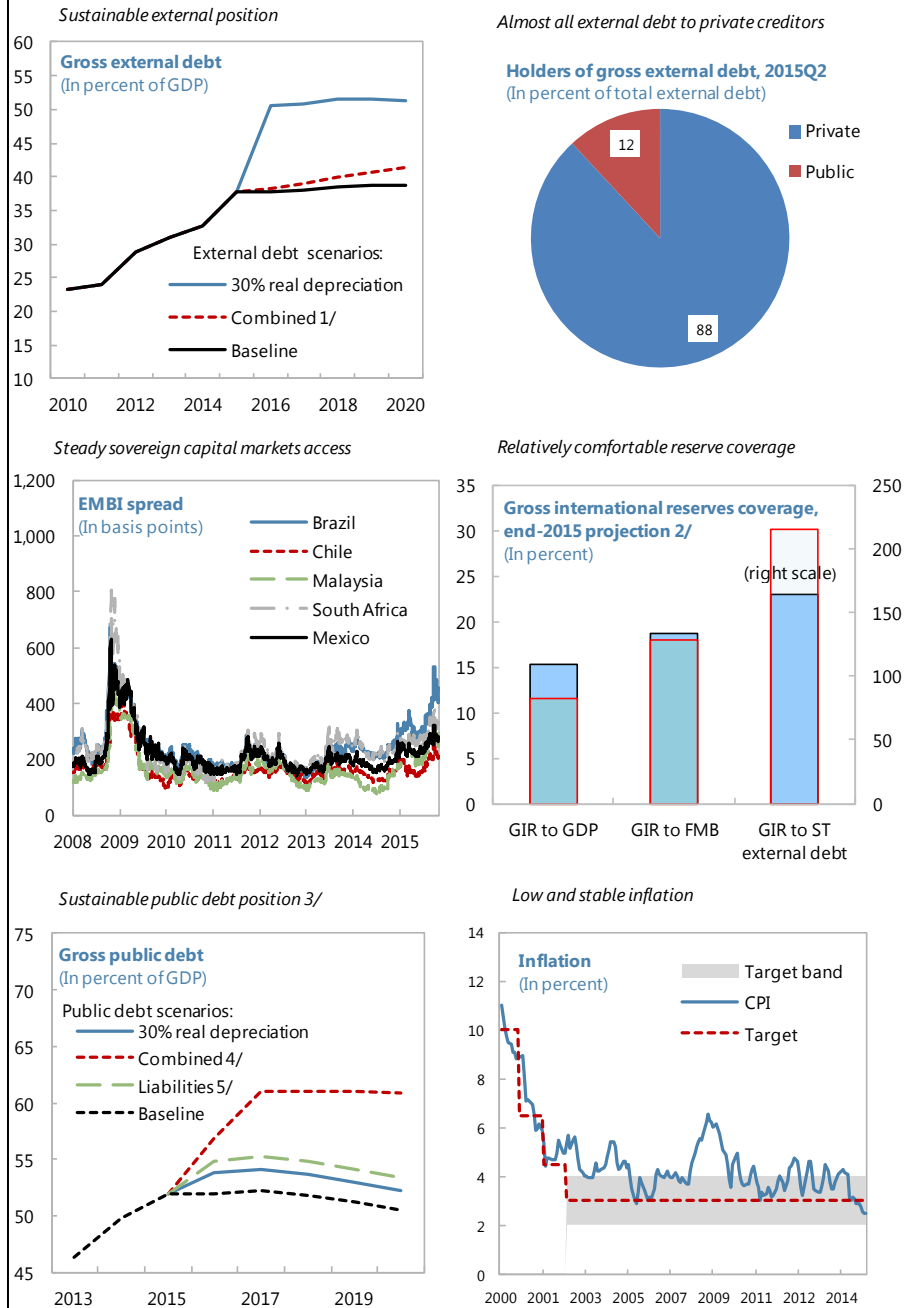 Sustainable external position
Gross external debt
(In percent of GDP)
60
55
50
45
40
35
30
25
20
15
10
External debt scenarios:
30% real depreciation
Combined 1/
Baseline
2010 2012 2014 2016 2018 2020
Almost all external debt to private creditors
Holders of gross external debt, 2015Q2
(In percent of total external debt)
Private
Public
12
88
Steady sovereign capital markets access
EMBI spread
(In basis points)
1,200
1,000
800
600
400
200
0
Brazil
Chile
Malaysia
South Africa
Mexico
2008 2009 2010 2011 2012 2013 2014 2015
Relatively comfortable reserve coverage
Gross international reserves coverage,
end-2015 projection 2/
(In percent)
35
30
25
20
15
10
5
0
(right scale)
250
200
150
100
50
0
GIR to GDP GIR to FMB GIR to ST
external debt
Sustainable public debt position 3/
Gross public debt
(In percent of GDP)
75
70
65
60
55
50
45
Public debt scenarios:
30% real depreciation
Combined 4/
Liabilities 5/
Baseline
2013 2015 2017 2019
Low and stable inflation
Inflation
(In percent)
14
12
10
8
6
4
2
0
Target band
CPI
Target
2000 2001 2003 2005 2006 2007 2009 2011 2012 2014